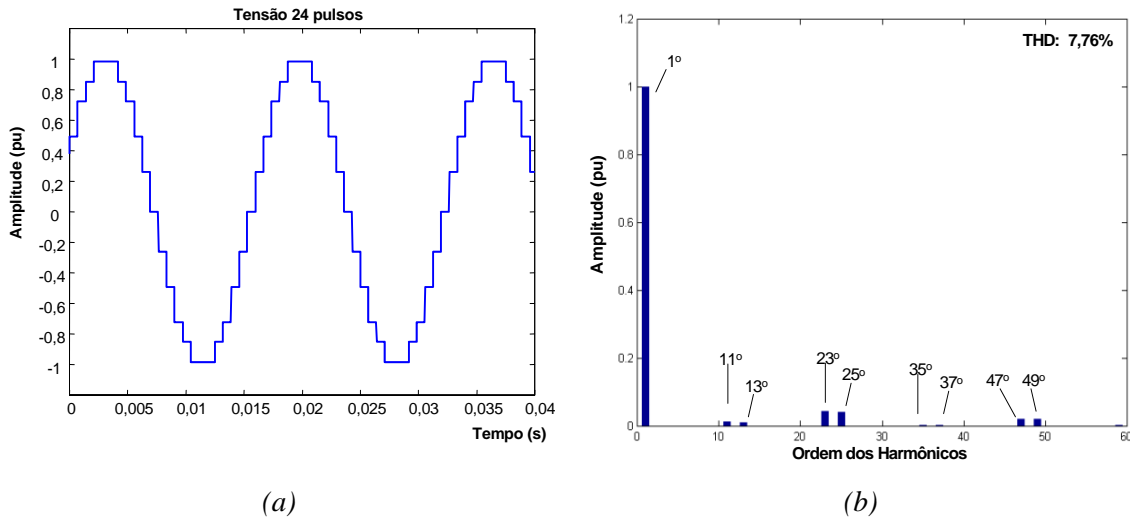 Tensão 24 pulsos
Amplitude (pu)
1
0,8
0,6
0,4
0,2
0
-0,2
-0,4
-0,6
-0,8
-1
0
0,005
0,01
0,015
0,02
0,025
0,03
0,035
0,04
Tempo (s)
(a)
THD: 7,76%
Amplitude (pu)
1.2
1
0.8
0.6
0.4
0.2
0
1º
11º
13º
23º
25º
35º
37º
47º
49º
0
10
20
30
40
50
60
Ordem dos Harmônicos
(b)